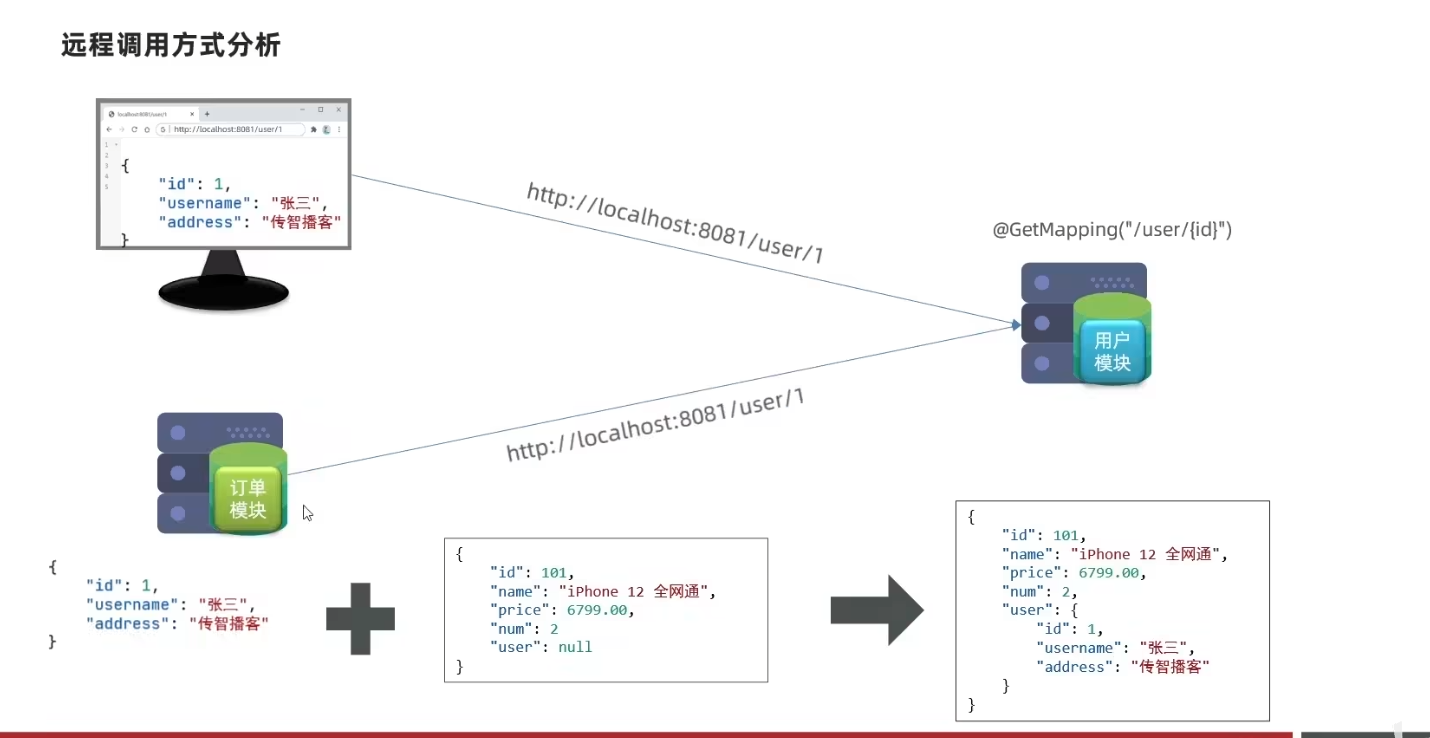 远程调用方式分析
localhost:8081/user/1
http://localhost:8081/user/1
1
2
3
4
5
{
"id": 1,
"username": "张三",
"address": "传智播客"
}
http://localhost:8081/user/1
@GetMapping("/user/{id}")
用户
模块
http://localhost:8081/user/1
订单
模块
{
"id": 1,
"username": "张三",
"address": "传智播客"
}
{
"id": 101,
"name": "iPhone 12 全网通",
"price": 6799.00,
"num": 2
"user": null
}
{
"id": 101,
"name": "iPhone 12 全网通",
"price": 6799.00,
"num": 2,
"user": {
"id": 1,
"username": "张三",
"address": "传智播客"
}
}